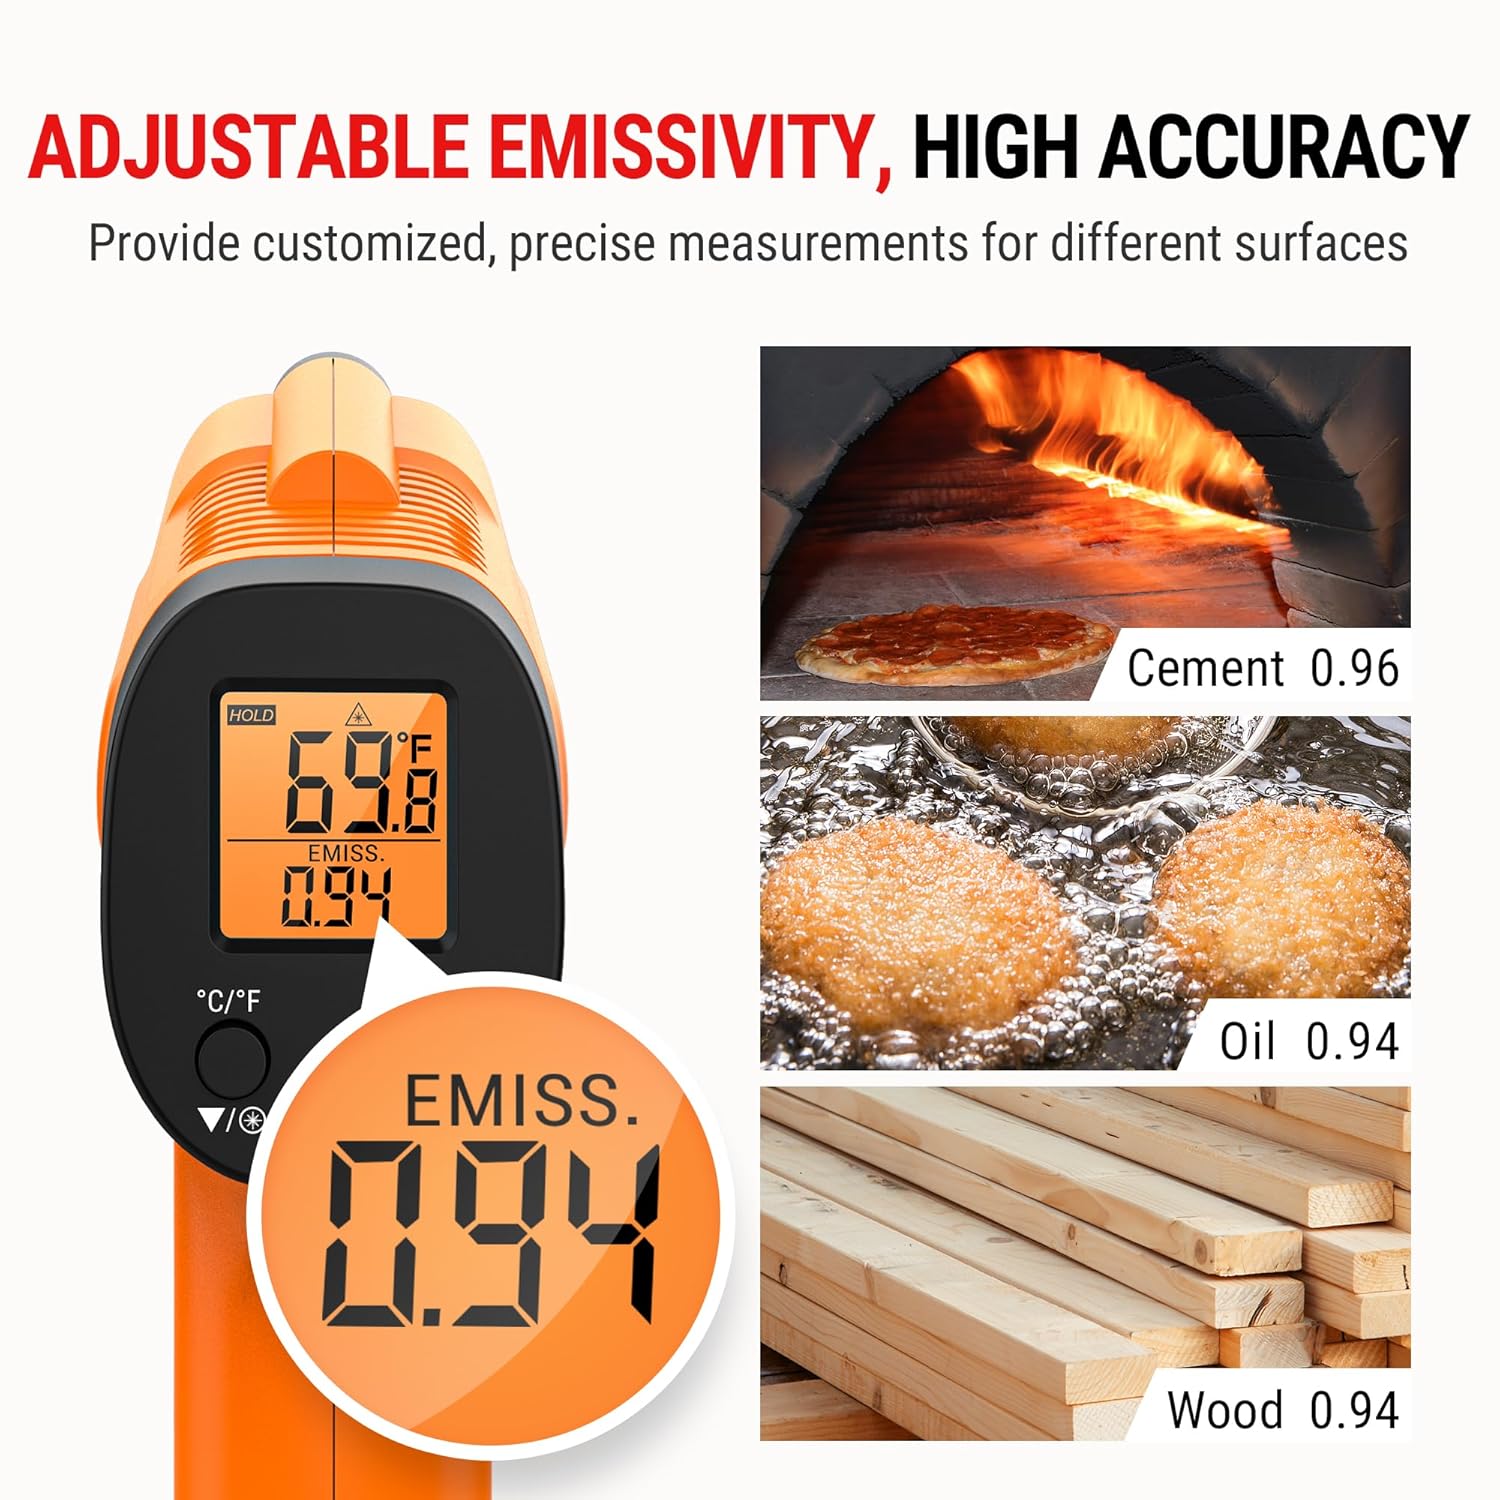 ADJUSTABLE EMISSIVITY, HIGH ACCURACY
Provide customized, precise measurements for different surfaces
HOLD
69.8°F
EMISS.
0.94
°C/°F
▼/
EMISS.
0.94
Cement 0.96
Oil 0.94
Wood 0.94